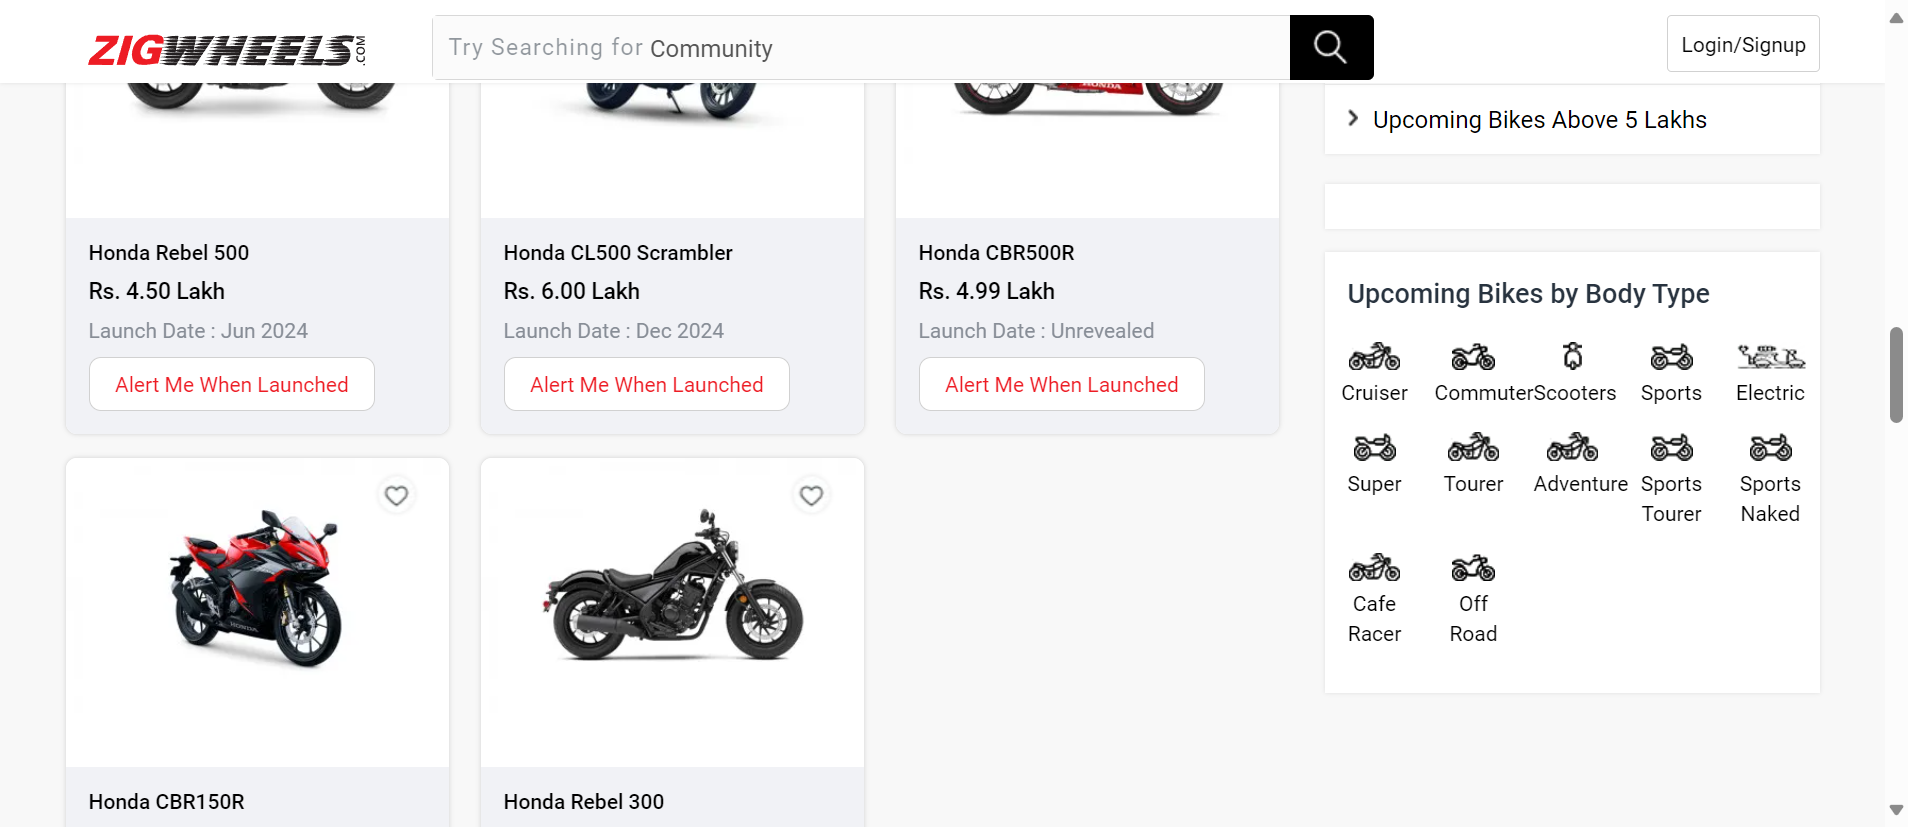 ZIGWHEELS.COM
Try Searching for Community
Login/Signup
HONDA
Upcoming Bikes Above 5 Lakhs
Honda Rebel 500
Rs. 4.50 Lakh
Launch Date : Jun 2024
Alert Me When Launched
Honda CL500 Scrambler
Rs. 6.00 Lakh
Launch Date : Dec 2024
Alert Me When Launched
Honda CBR500R
Rs. 4.99 Lakh
Launch Date : Unrevealed
Alert Me When Launched
Upcoming Bikes by Body Type
Cruiser
Commuter
Scooters
Sports
Electric
Super
Tourer
Adventure
Sports
Tourer
Sports
Naked
Cafe
Racer
Off
Road
HONDA
Honda CBR150R
Honda Rebel 300